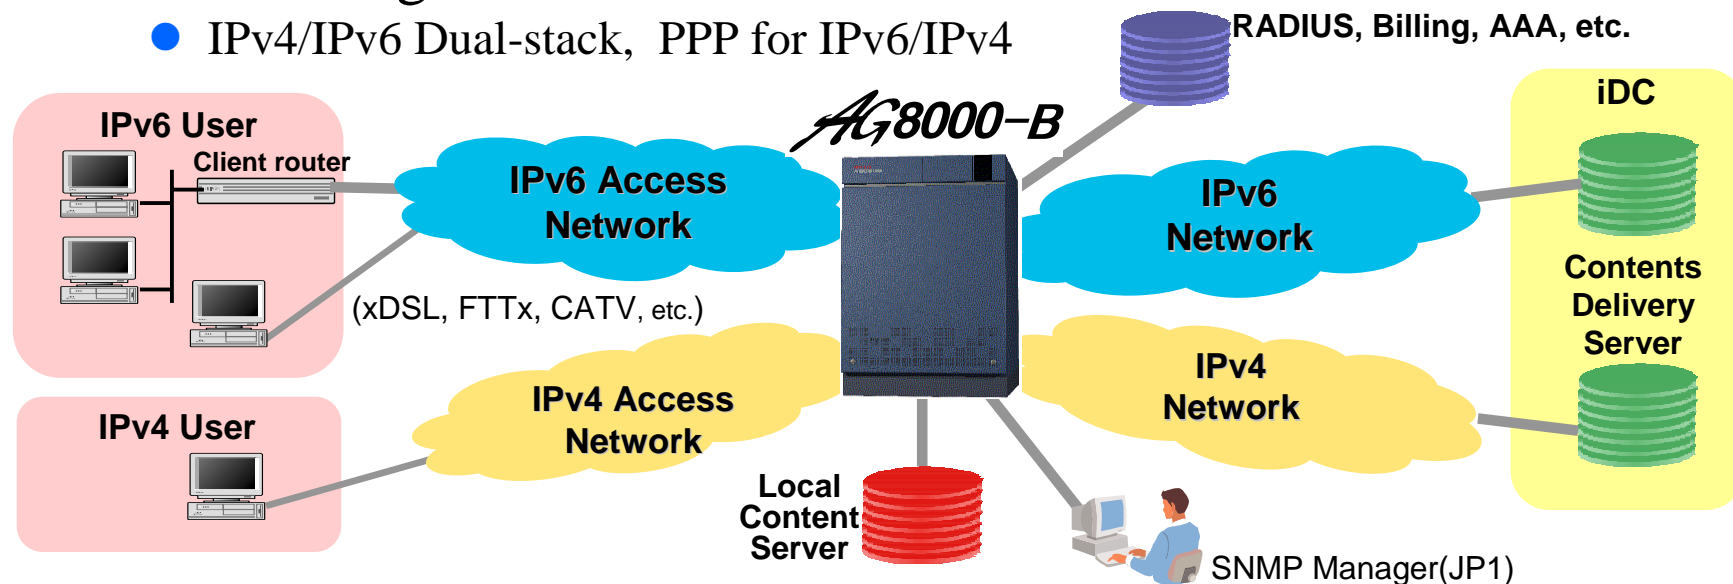 IPv4/IPv6 Dual-stack, PPP for IPv6/IPv4
RADIUS, Billing, AAA, etc.
iDC
IPv6 User
Client router
AG8000-B
IPv6 Access
Network
IPv6
Network
(xDSL, FTTx, CATV, etc.)
Contents
Delivery
Server
IPv4 Access
Network
IPv4
Network
IPv4 User
Local
Content
Server
SNMP Manager(JP1)